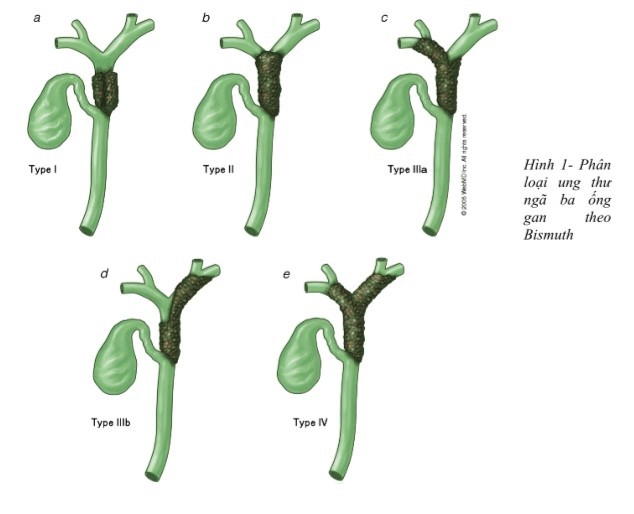 a
b
c
Type I
Type II
Type IIIa
© 2005 WebMD Inc. All rights reserved.
Hình 1- Phân
loại ung thư
ngã ba ống
gan theo
Bismuth
d
e
Type IIIb
Type IV